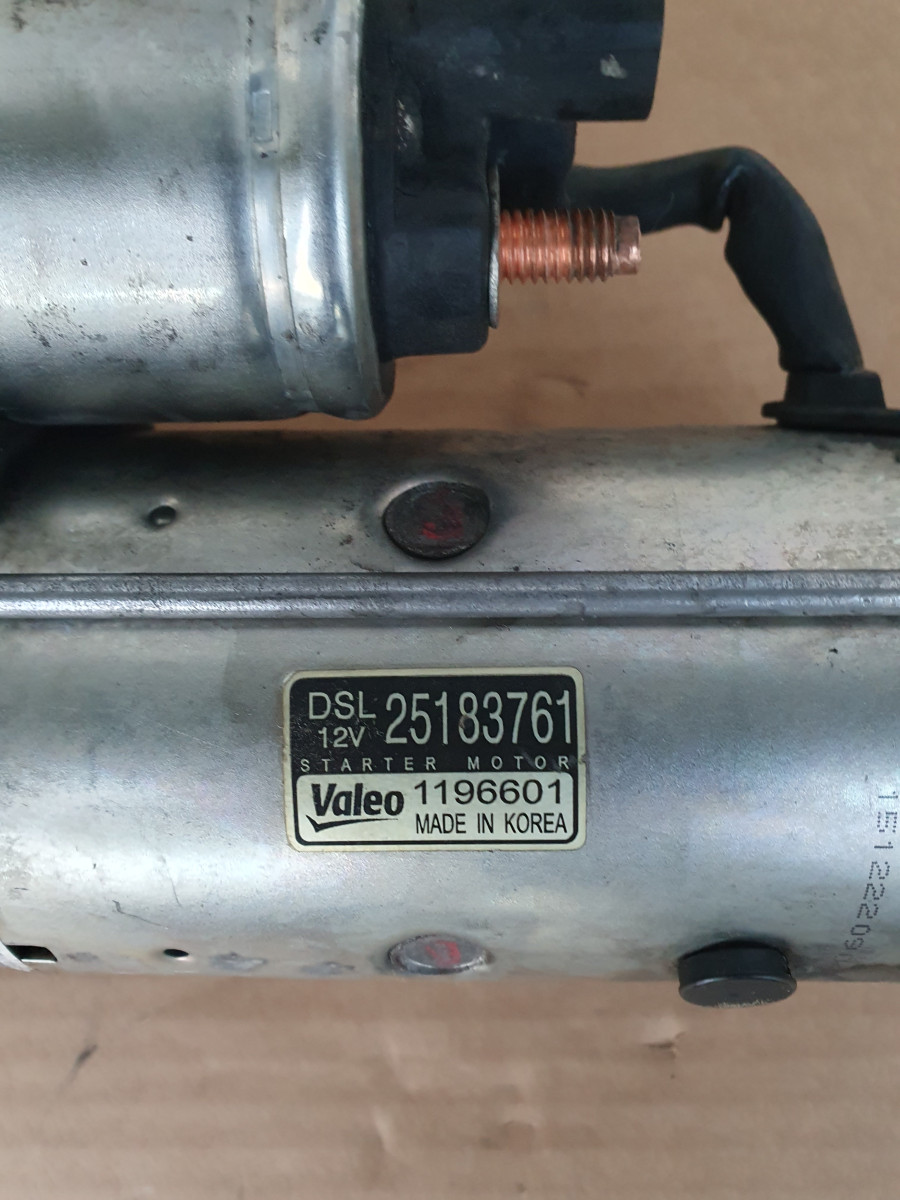 DSL 25183761
12V
STARTER MOTOR
Valeo 1196601
MADE IN KOREA